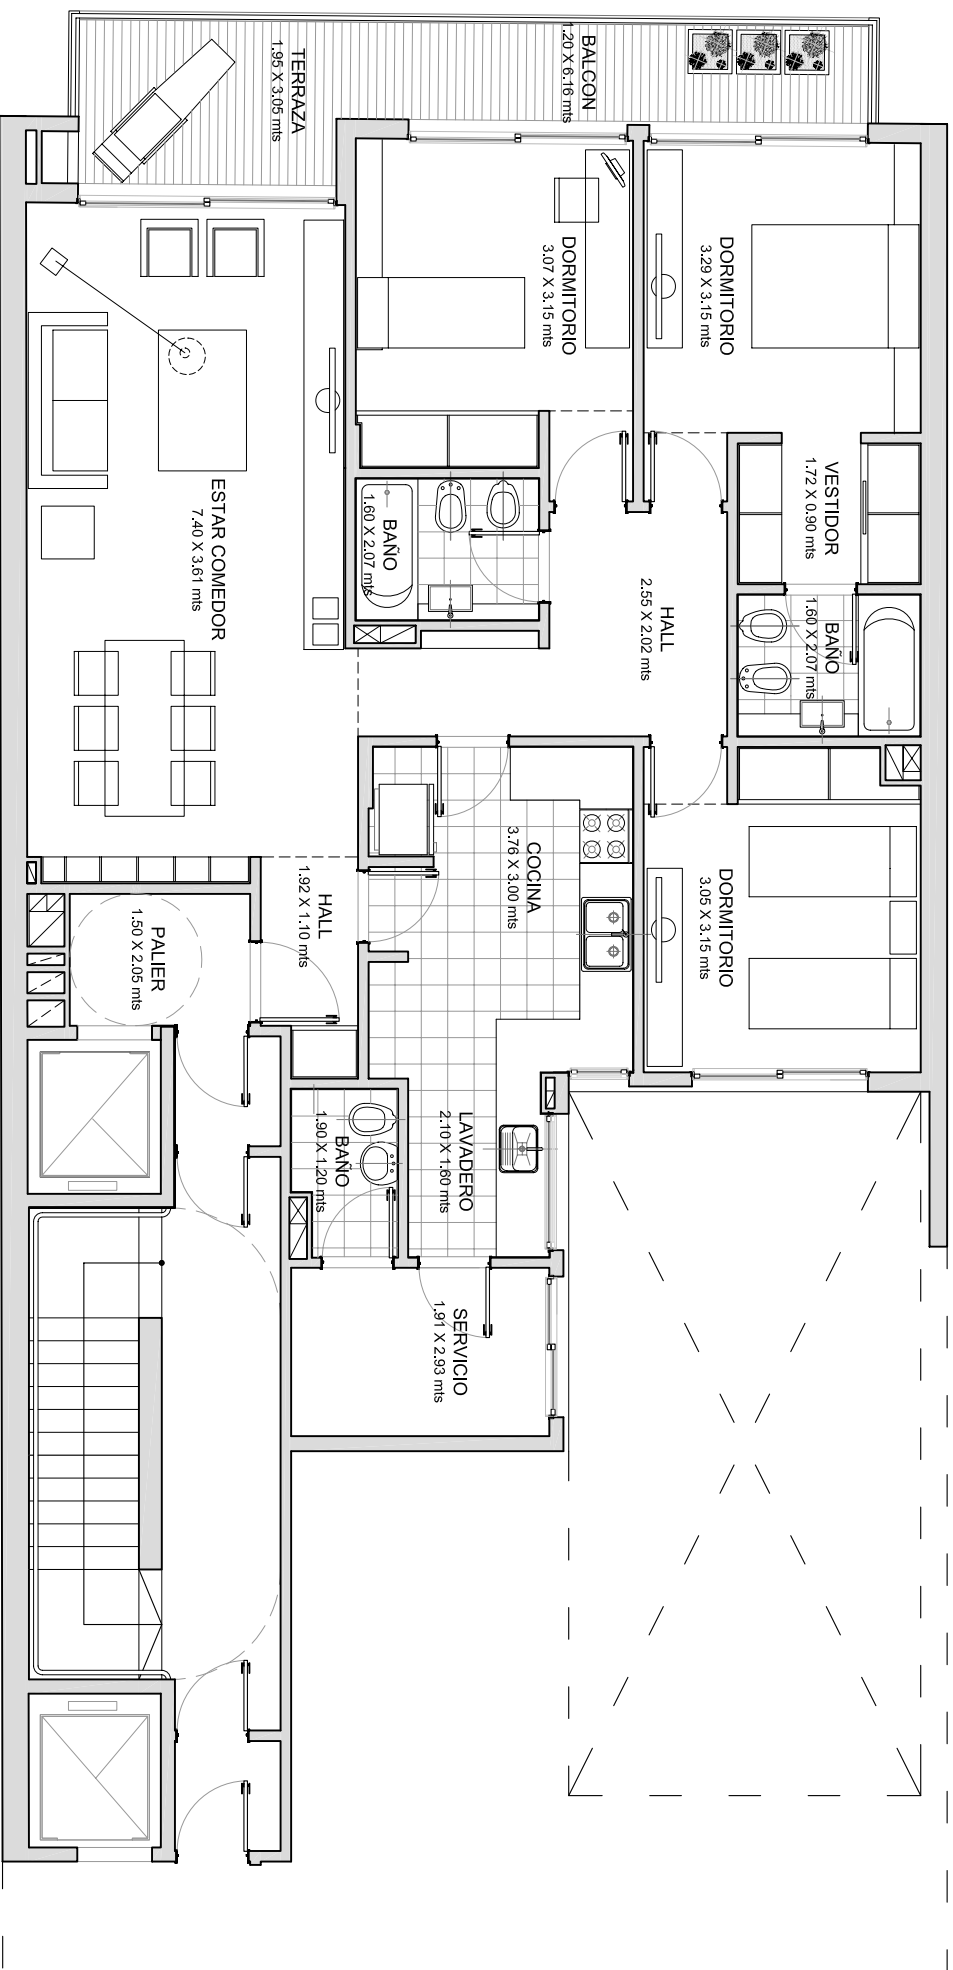 TERRAZA
1.95 X 3.05 mts
BALCON
1.20 X 6.16 mts
DORMITORIO
3.07 X 3.15 mts
DORMITORIO
3.29 X 3.15 mts
VESTIDOR
1.72 X 0.90 mts
BAÑO
1.60 X 2.07 mts
BAÑO
1.60 X 2.07 mts
HALL
2.55 X 2.02 mts
ESTAR COMEDOR
7.40 X 3.61 mts
COCINA
3.76 X 3.00 mts
DORMITORIO
3.05 X 3.15 mts
HALL
1.92 X 1.10 mts
PALIER
1.50 X 2.05 mts
BAÑO
1.90 X 1.20 mts
LAVADERO
2.10 X 1.60 mts
SERVICIO
1.91 X 2.93 mts